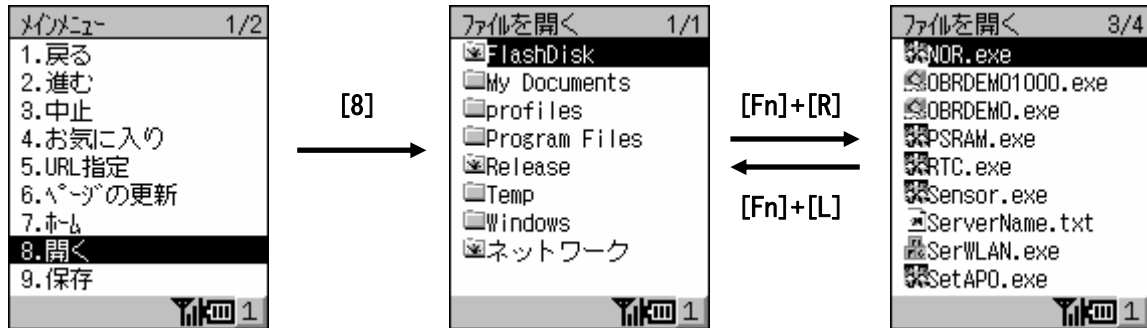 ﾒｲﾝﾒﾆｭｰ 1/2
1.戻る
2.進む
3.中止
4.お気に入り
5.URL指定
6.ﾍﾟｰｼﾞの更新
7.ﾎｰﾑ
8.開く
9.保存
1
[8]
ﾌｧｲﾙを開く 1/1
FlashDisk
My Documents
profiles
Program Files
Release
Temp
Windows
ネットワーク
1
[Fn]+[R]
[Fn]+[L]
ﾌｧｲﾙを開く 3/4
NOR.exe
OBRDEMO1000.exe
OBRDEMO.exe
PSRAM.exe
RTC.exe
Sensor.exe
ServerName.txt
SerWLAN.exe
SetAPO.exe
1